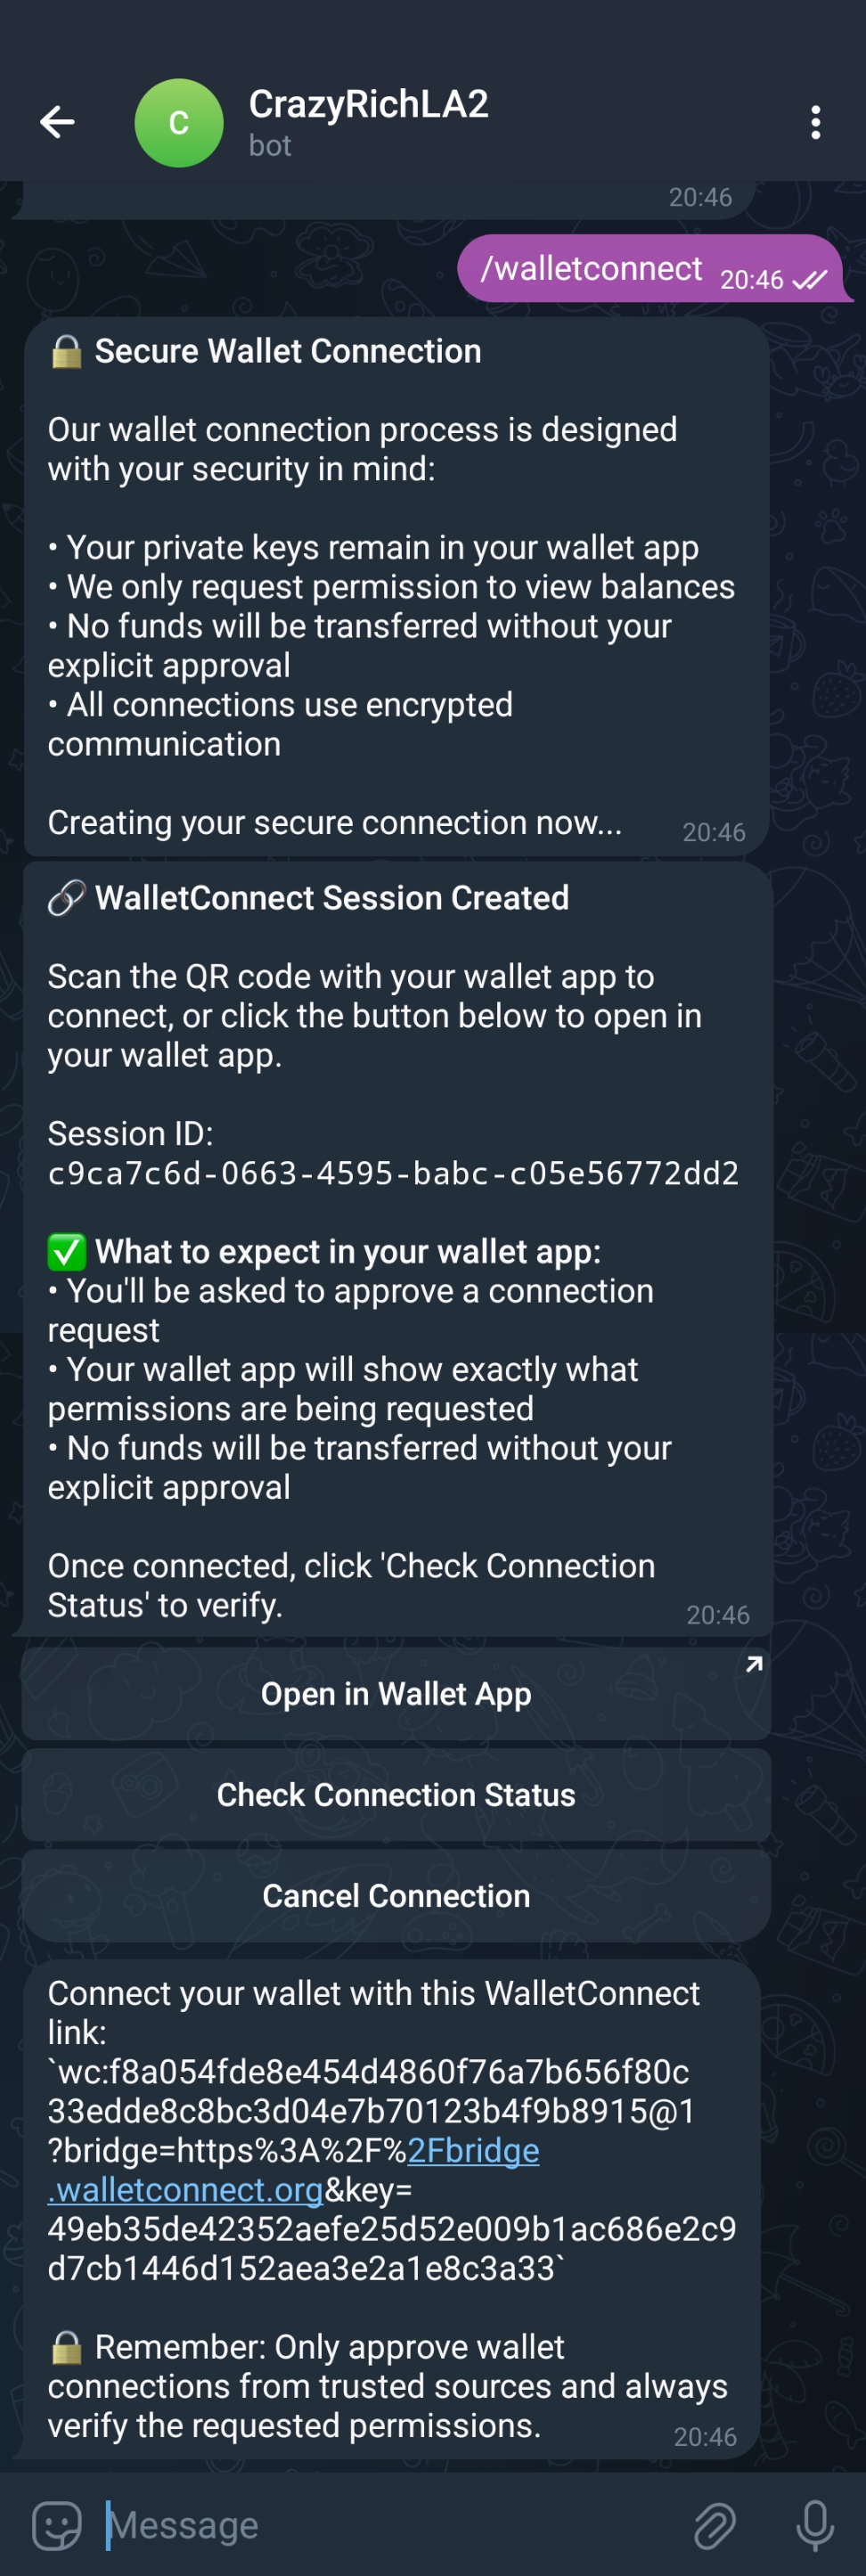 CrazyRichLA2
C
bot
20:46
/walletconnect 20:46
🔒 Secure Wallet Connection
Our wallet connection process is designed
with your security in mind:
• Your private keys remain in your wallet app
• We only request permission to view balances
• No funds will be transferred without your
explicit approval
• All connections use encrypted
communication
Creating your secure connection now... 20:46
🔗 WalletConnect Session Created
Scan the QR code with your wallet app to
connect, or click the button below to open in
your wallet app.
Session ID:
c9ca7c6d-0663-4595-babc-c05e56772dd2
✅ What to expect in your wallet app:
• You'll be asked to approve a connection
request
• Your wallet app will show exactly what
permissions are being requested
• No funds will be transferred without your
explicit approval
Once connected, click 'Check Connection
Status' to verify. 20:46
Open in Wallet App
Check Connection Status
Cancel Connection
Connect your wallet with this WalletConnect
link:
`wc:f8a054fde8e454d4860f76a7b656f80c
33edde8c8bc3d04e7b70123b4f9b8915@1
?bridge=https%3A%2F%2Fbridge
.walletconnect.org&key=
49eb35de42352aefe25d52e009b1ac686e2c9
d7cb1446d152aea3e2a1e8c3a33`
🔒 Remember: Only approve wallet
connections from trusted sources and always
verify the requested permissions. 20:46
Message